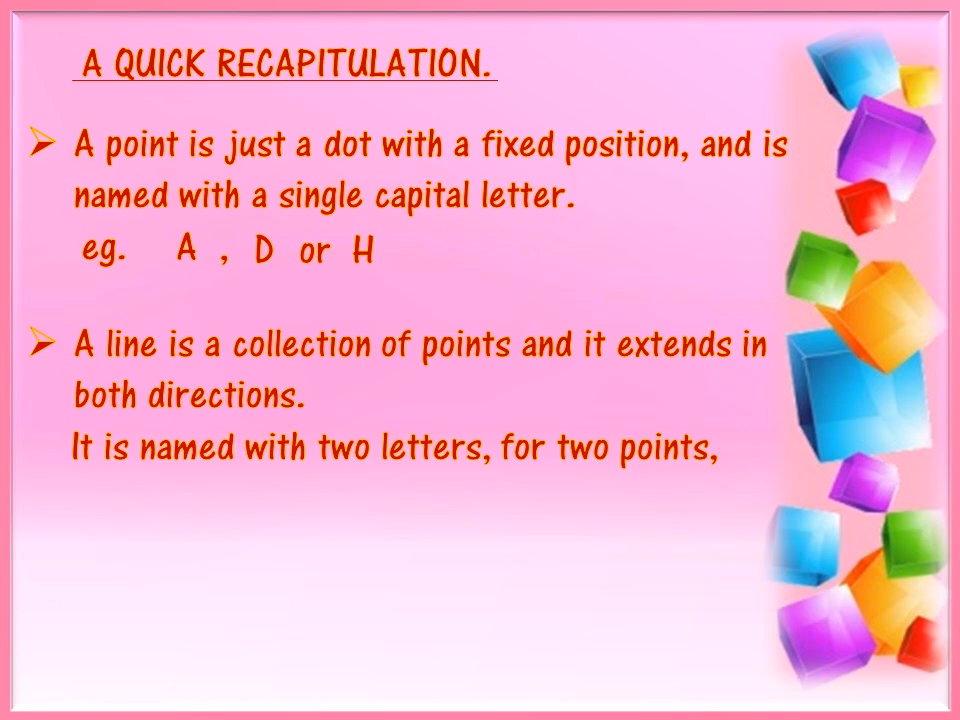 A QUICK RECAPITULATION.
➢ A point is just a dot with a fixed position, and is
named with a single capital letter.
eg. A , D or H
➢ A line is a collection of points and it extends in
both directions.
It is named with two letters, for two points,